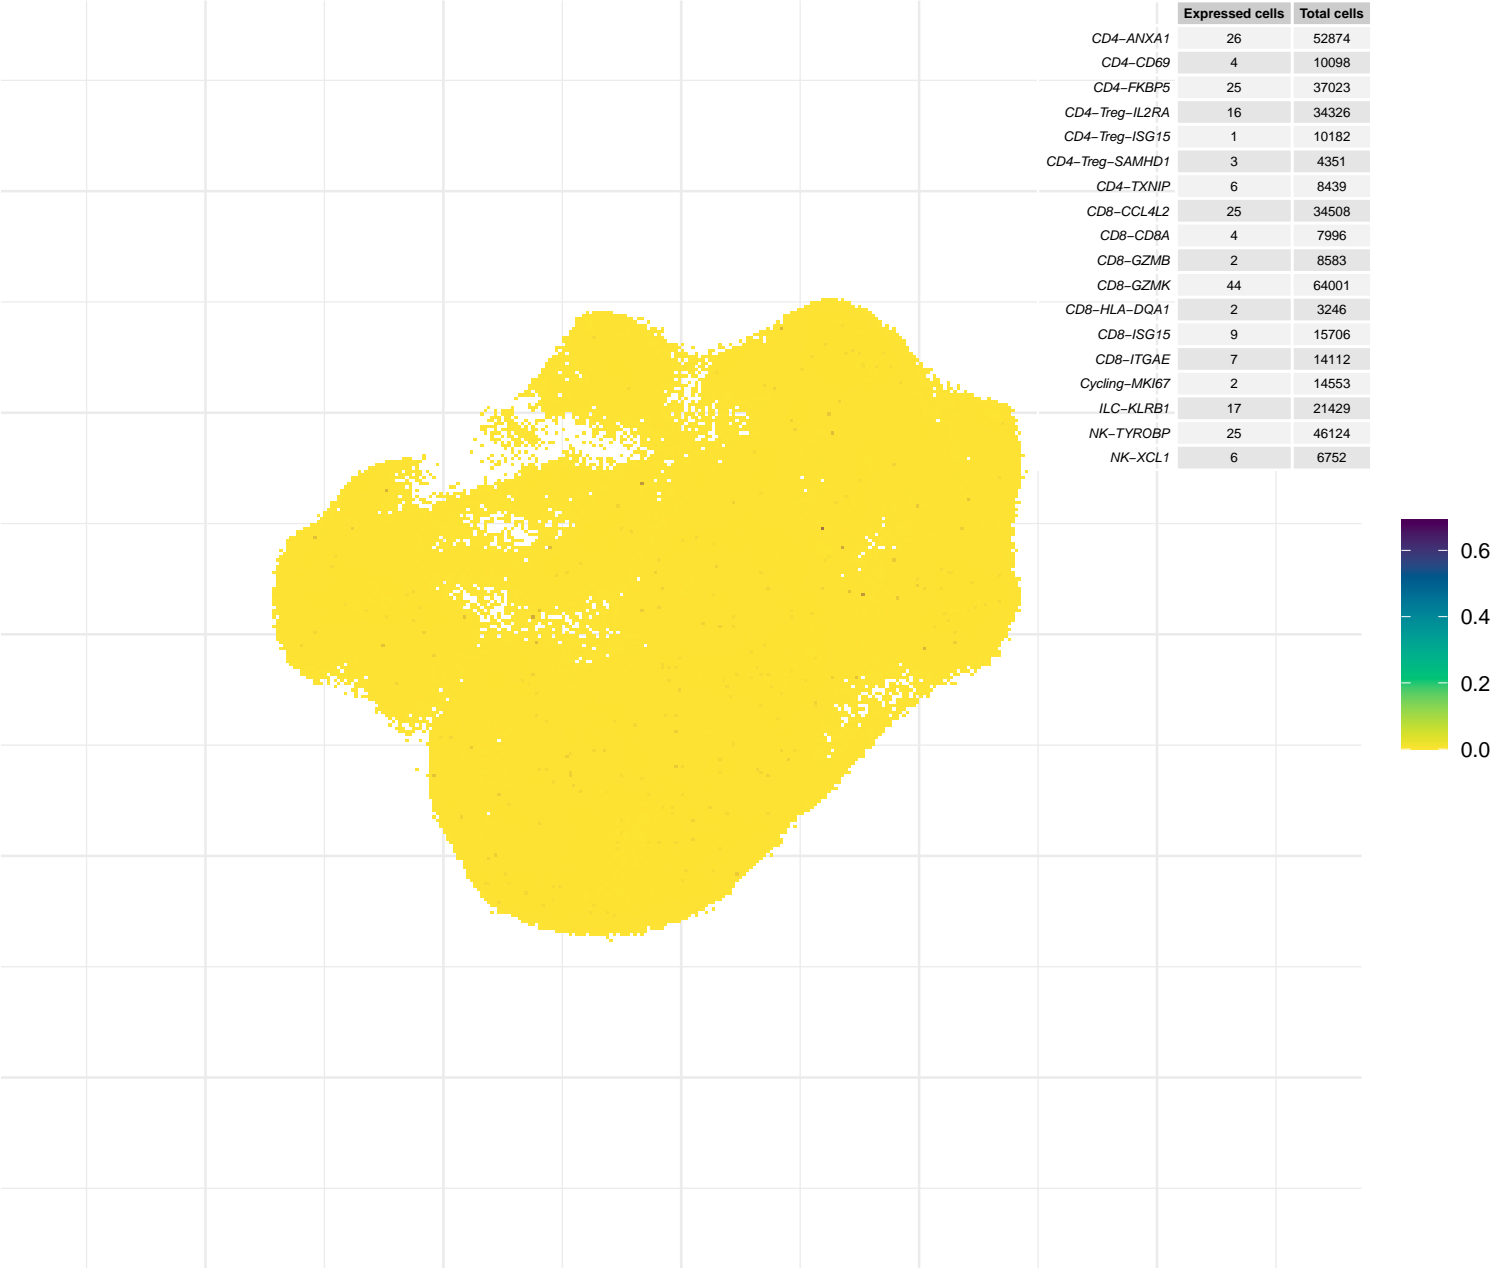 Expressed cells Total cells
CD4−ANXA1 26 52874
CD4−CD69 4 10098
CD4−FKBP5 25 37023
CD4−Treg−IL2RA 16 34326
CD4−Treg−ISG15 1 10182
CD4−Treg−SAMHD1 3 4351
CD4−TXNIP 6 8439
CD8−CCL4L2 25 34508
CD8−CD8A 4 7996
CD8−GZMB 2 8583
CD8−GZMK 44 64001
CD8−HLA−DQA1 2 3246
CD8−ISG15 9 15706
CD8−ITGAE 7 14112
Cycling−MKI67 2 14553
ILC−KLRB1 17 21429
NK−TYROBP 25 46124
NK−XCL1 6 6752
0.6
0.4
0.2
0.0